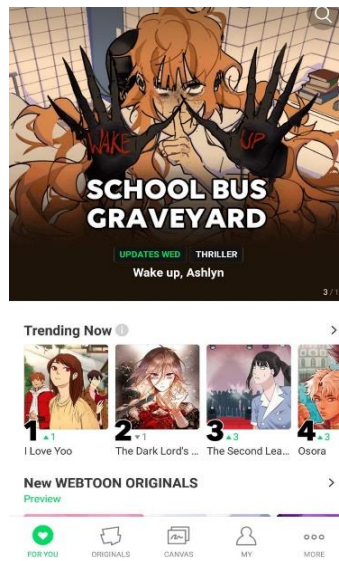 WAKE UP
SCHOOL BUS
GRAVEYARD
UPDATES WED THRILLER
Wake up, Ashlyn
3 / 1
Trending Now
>
1 ▲1
2 ▼1
3 ▲3
4 ▲3
I Love Yoo
The Dark Lord's ...
The Second Lea...
Osora
New WEBTOON ORIGINALS
>
Preview
FOR YOU
ORIGINALS
CANVAS
MY
MORE